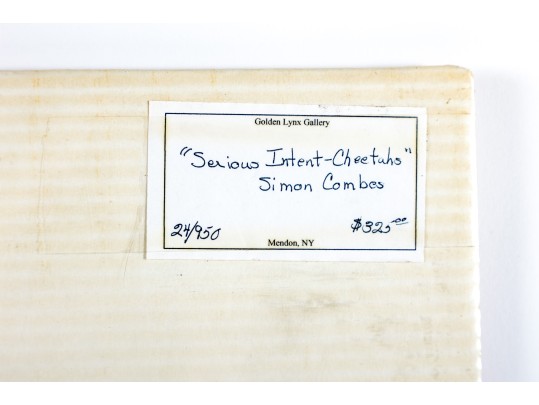 Golden Lynx Gallery
"Serious Intent-Cheetahs"
Simon Combes
24/950 $325.00
Mendon, NY